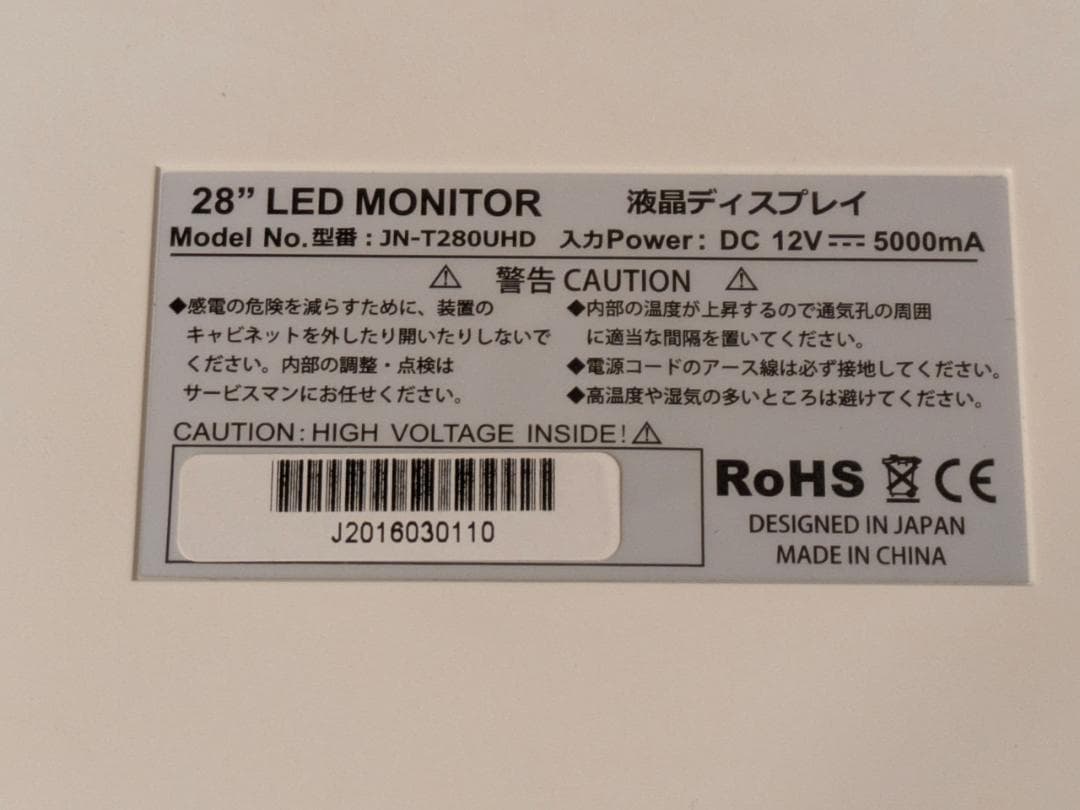 28” LED MONITOR 液晶ディスプレイ
Model No.型番：JN-T280UHD 入力Power: DC 12V⎓5000mA
⚠ 警告 CAUTION ⚠
◆感電の危険を減らすために、装置の
キャビネットを外したり開いたりしないで
ください。内部の調整・点検は
サービスマンにお任せください。
◆内部の温度が上昇するので通気孔の周囲
に適当な間隔を置いてください。
◆電源コードのアース線は必ず接地してください。
◆高温度や湿気の多いところは避けてください。
CAUTION:HIGH VOLTAGE INSIDE!⚠
J2016030110
RoHS CE
DESIGNED IN JAPAN
MADE IN CHINA